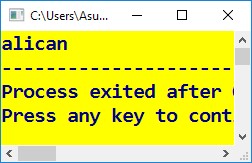 C:\Users\Asu...
alican
--------------------
Process exited after
Press any key to cont